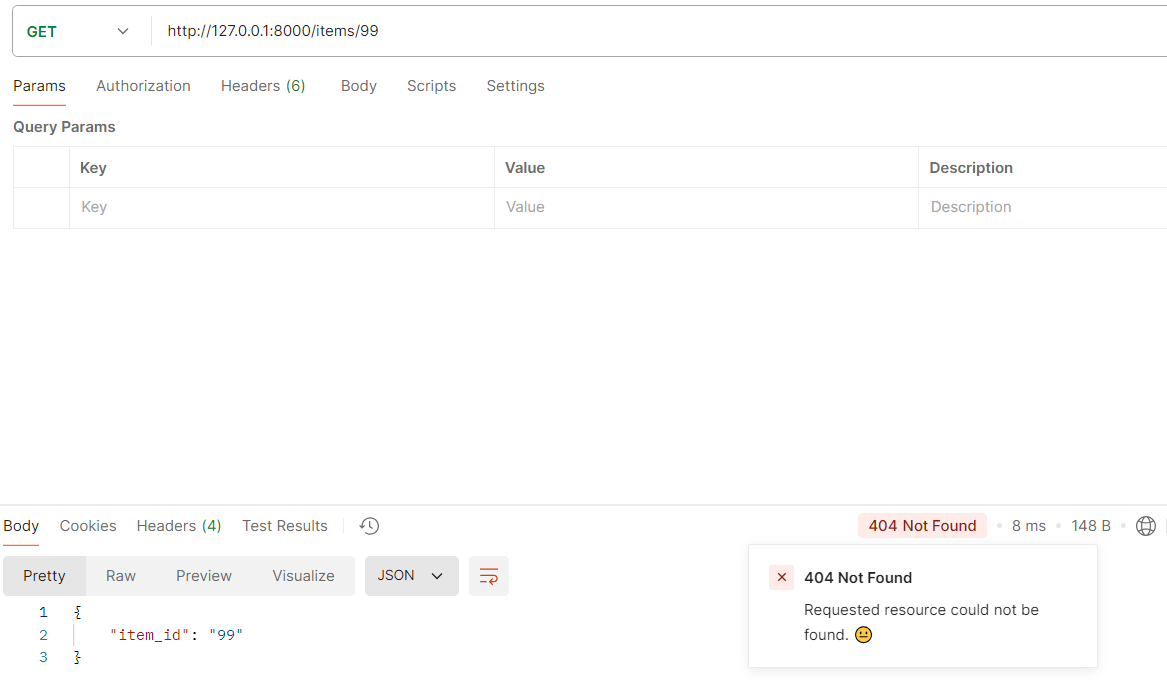 GET http://127.0.0.1:8000/items/99
Params Authorization Headers (6) Body Scripts Settings
Query Params
Key Value Description
Key Value Description
Body Cookies Headers (4) Test Results 404 Not Found 8 ms 148 B
Pretty Raw Preview Visualize JSON
404 Not Found
Requested resource could not be
found. 😐
1 {
2 "item_id": "99"
3 }